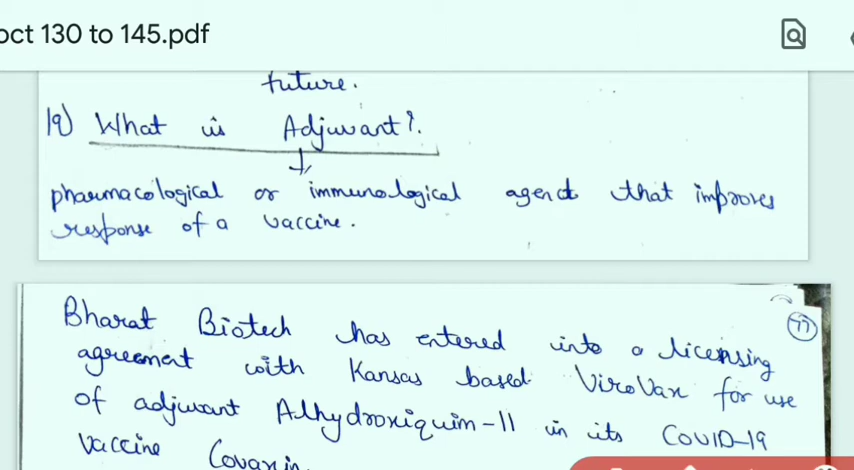 oct 130 to 145.pdf
future.
19) What is Adjuvant?.
pharmacological or immunological agent that improves
response of a vaccine.
77
Bharat Biotech has entered into a licensing
agreement with Kansas based ViroVax for use
of adjuvant Alhydroxiquim-II in its COVID-19
vaccine Covaxin.